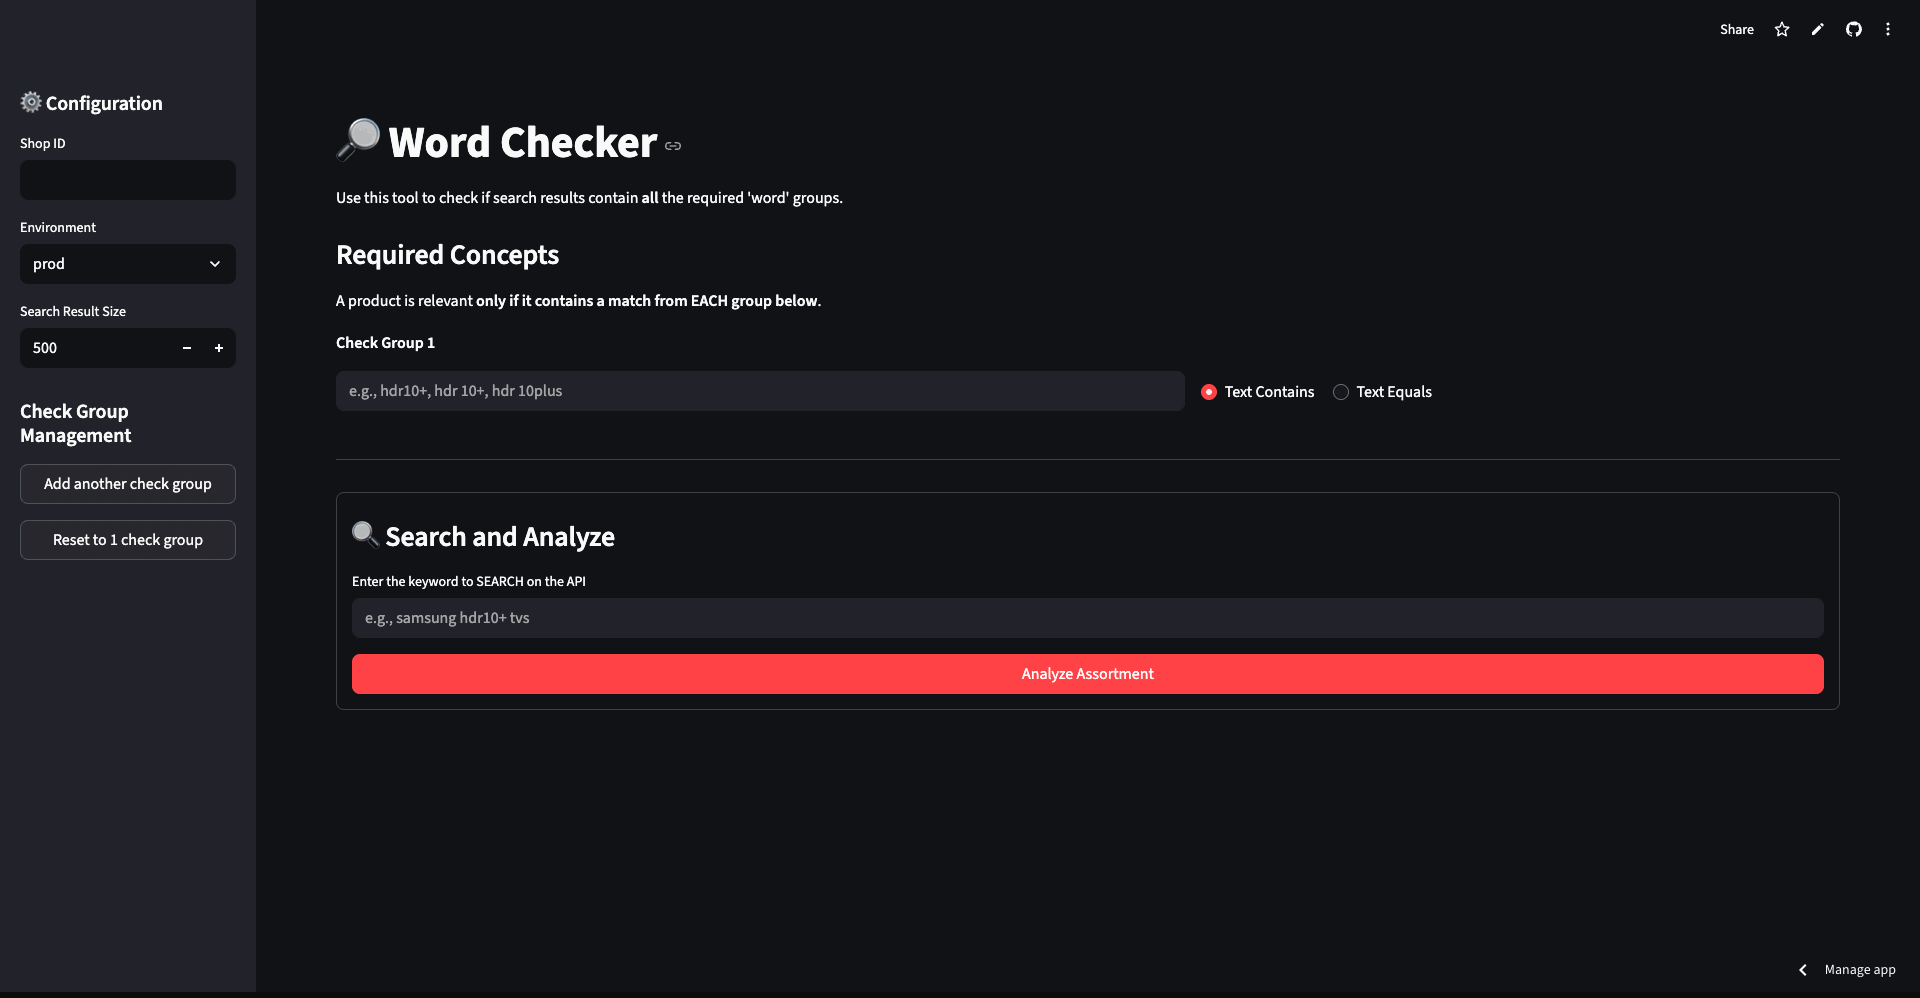 Share
Configuration
Shop ID
Environment
prod
Search Result Size
500
Check Group
Management
Add another check group
Reset to 1 check group
Word Checker
Use this tool to check if search results contain all the required 'word' groups.
Required Concepts
A product is relevant only if it contains a match from EACH group below.
Check Group 1
e.g., hdr10+, hdr 10+, hdr 10plus
Text Contains
Text Equals
Search and Analyze
Enter the keyword to SEARCH on the API
e.g., samsung hdr10+ tvs
Analyze Assortment
Manage app